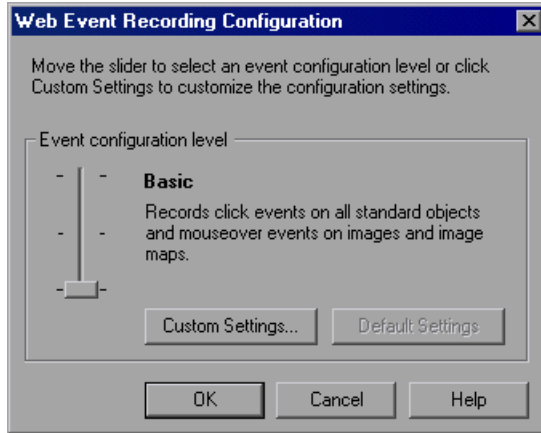 Web Event Recording Configuration
Move the slider to select an event configuration level or click
Custom Settings to customize the configuration settings.
Event configuration level
Basic
Records click events on all standard objects
and mouseover events on images and image
maps.
Custom Settings...
Default Settings
OK
Cancel
Help